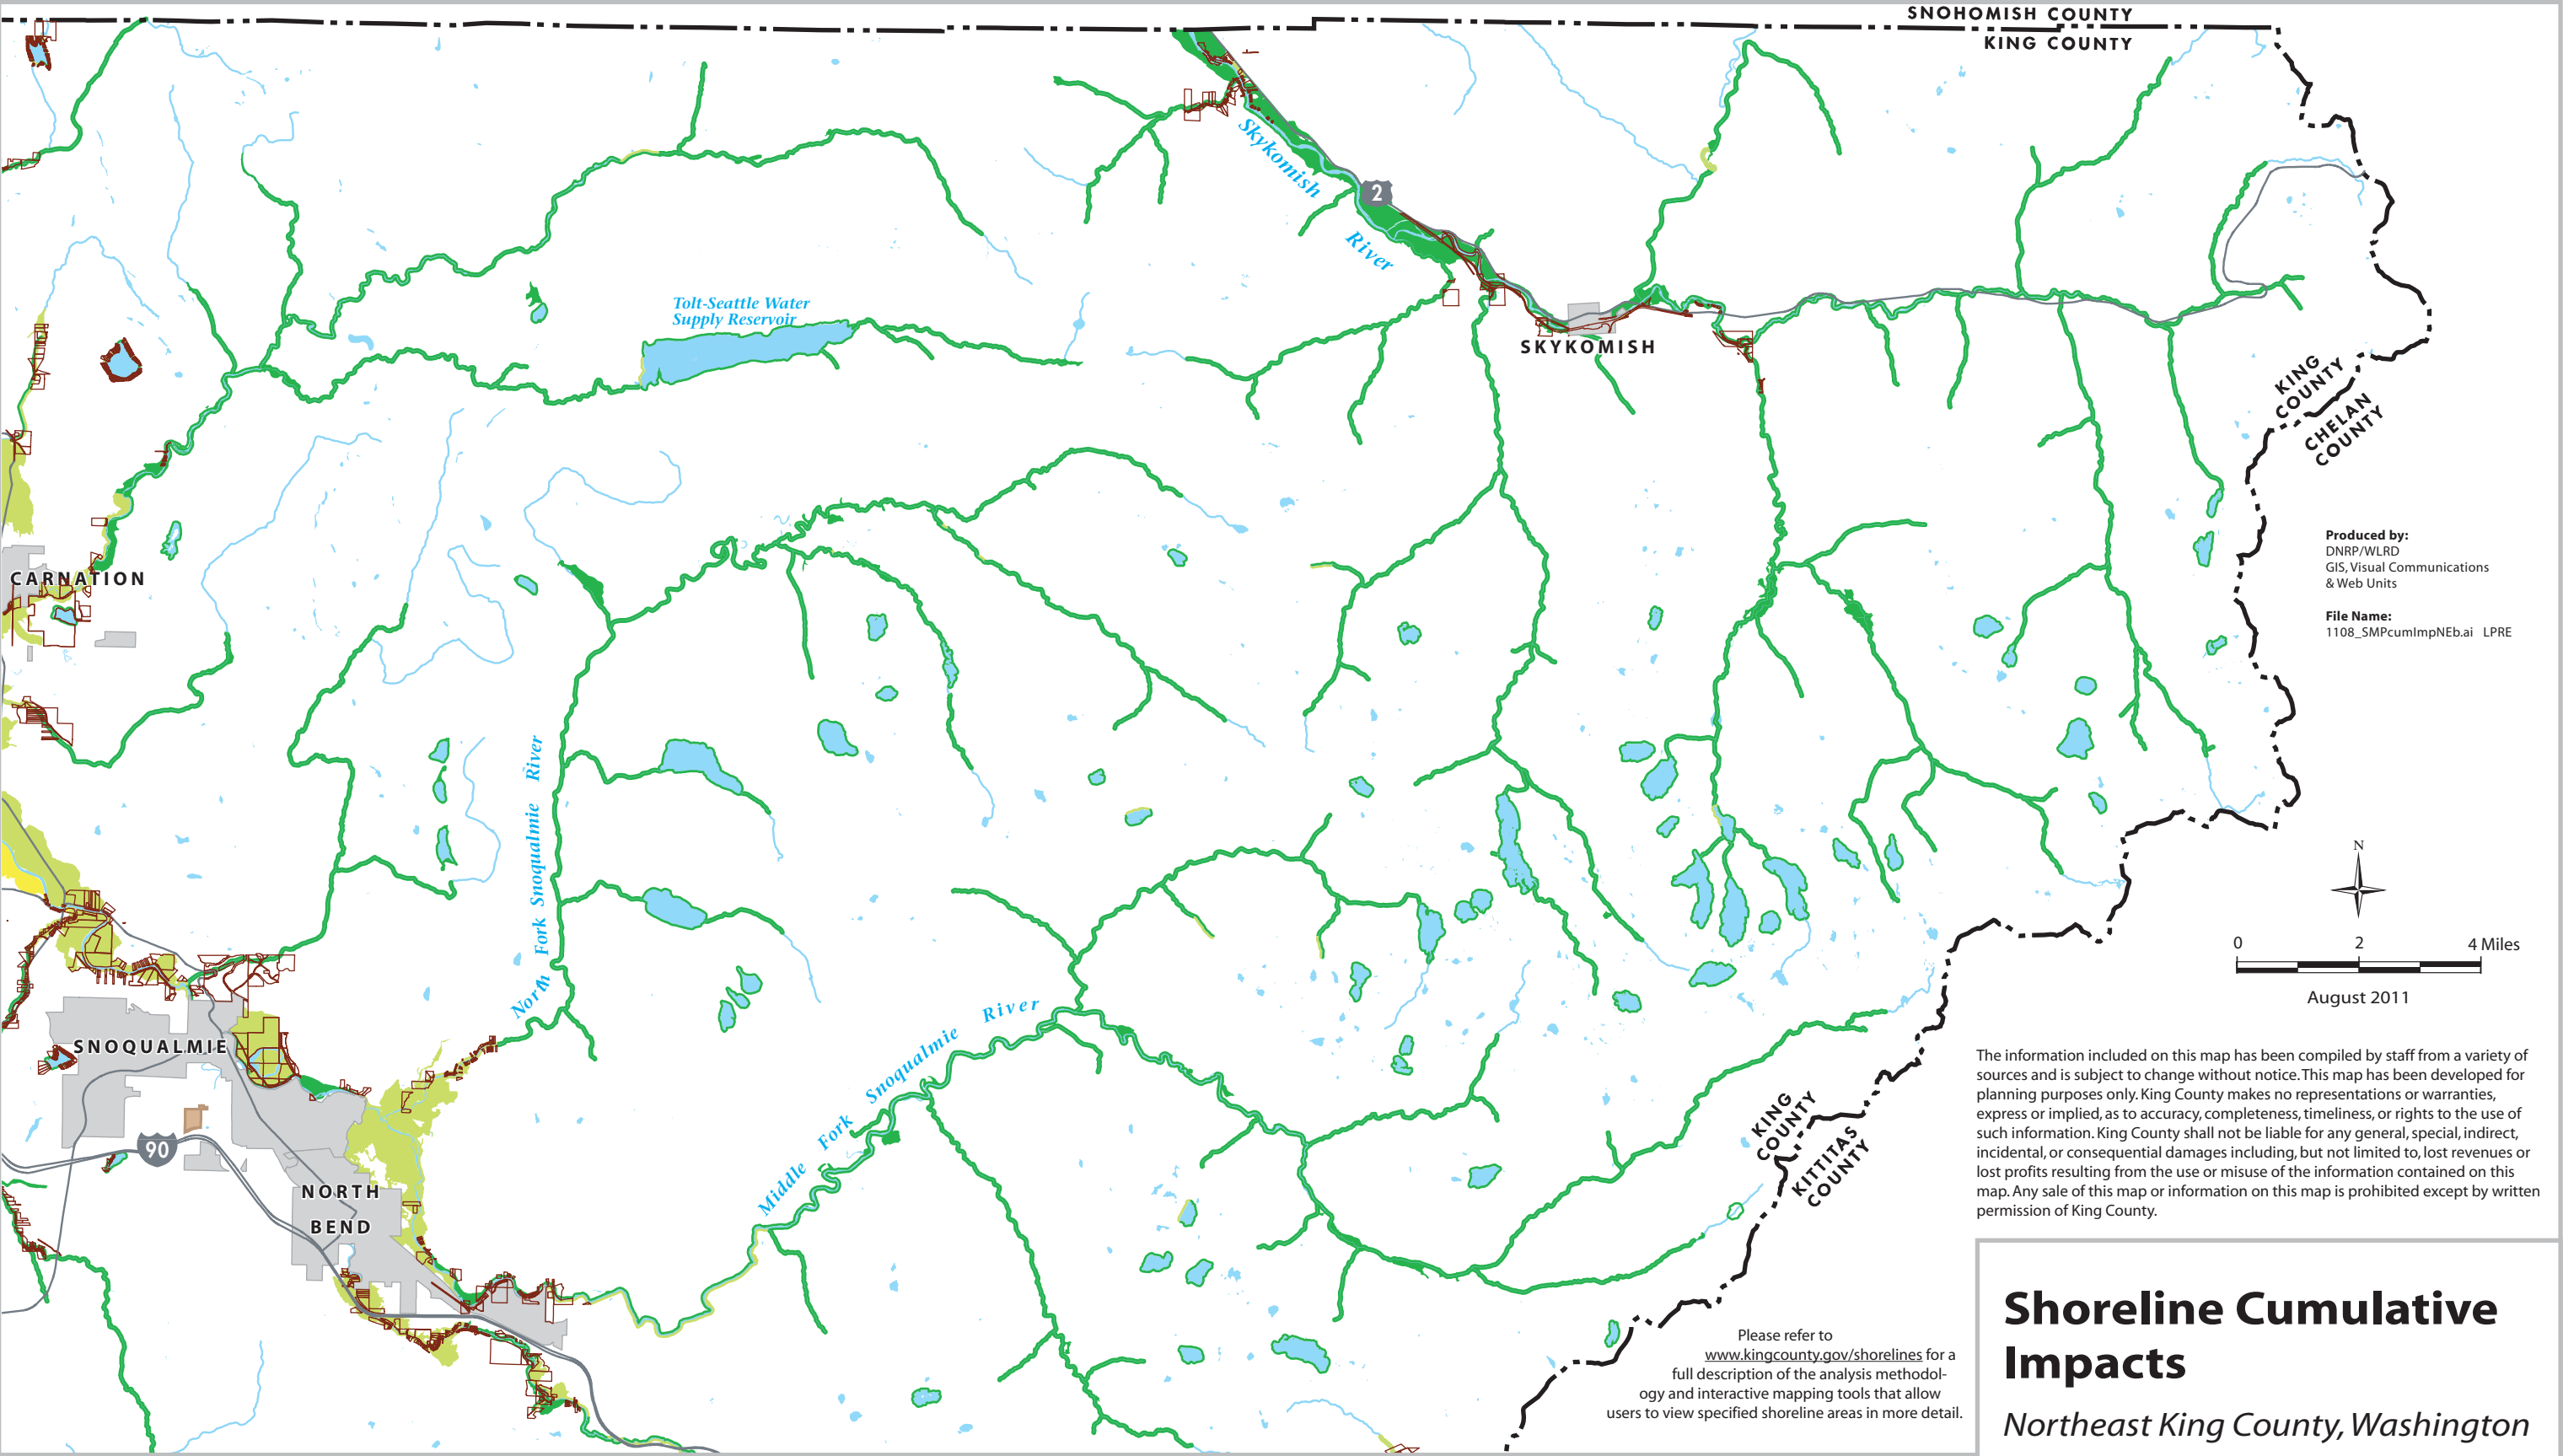 SNOHOMISH COUNTY
KING COUNTY
Skykomish
River
2
Tolt-Seattle Water
Supply Reservoir
SKYKOMISH
KING
COUNTY
CHELAN
COUNTY
Produced by:
DNRP/WLRD
GIS, Visual Communications
& Web Units
File Name:
1108_SMPcumImpNEb.ai LPRE
CARNATION
North Fork Snoqualmie River
N
0 2 4 Miles
August 2011
SNOQUALMIE
Middle Fork Snoqualmie River
90
NORTH
BEND
KING
COUNTY
KITTITAS
COUNTY
The information included on this map has been compiled by staff from a variety of
sources and is subject to change without notice. This map has been developed for
planning purposes only. King County makes no representations or warranties,
express or implied, as to accuracy, completeness, timeliness, or rights to the use of
such information. King County shall not be liable for any general, special, indirect,
incidental, or consequential damages including, but not limited to, lost revenues or
lost profits resulting from the use or misuse of the information contained on this
map. Any sale of this map or information on this map is prohibited except by written
permission of King County.
Please refer to
www.kingcounty.gov/shorelines for a
full description of the analysis methodol-
ogy and interactive mapping tools that allow
users to view specified shoreline areas in more detail.
Shoreline Cumulative
Impacts
Northeast King County, Washington